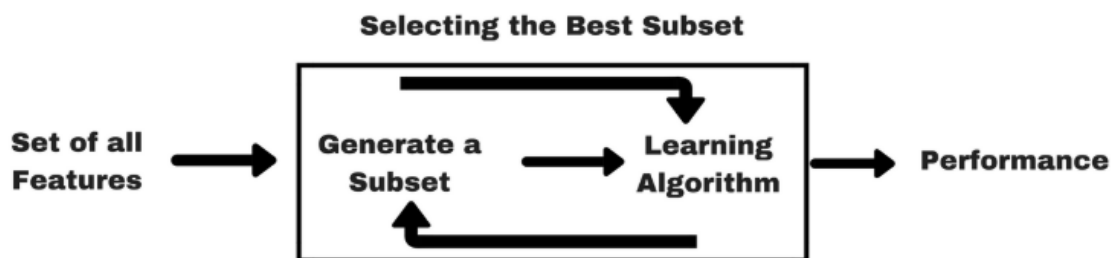 Selecting the Best Subset
Set of all
Features
Generate a
Subset
Learning
Algorithm
Performance